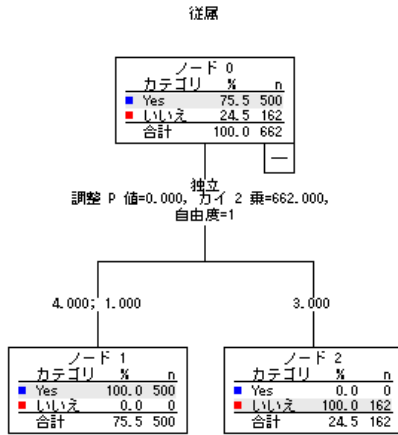 従属
ノード 0
カテゴリ % n
Yes 75.5 500
いいえ 24.5 162
合計 100.0 662
独立
調整 P 値=0.000, カイ 2 乗=662.000,
自由度=1
4.000; 1.000
3.000
ノード 1
カテゴリ % n
Yes 100.0 500
いいえ 0.0 0
合計 75.5 500
ノード 2
カテゴリ % n
Yes 0.0 0
いいえ 100.0 162
合計 24.5 162